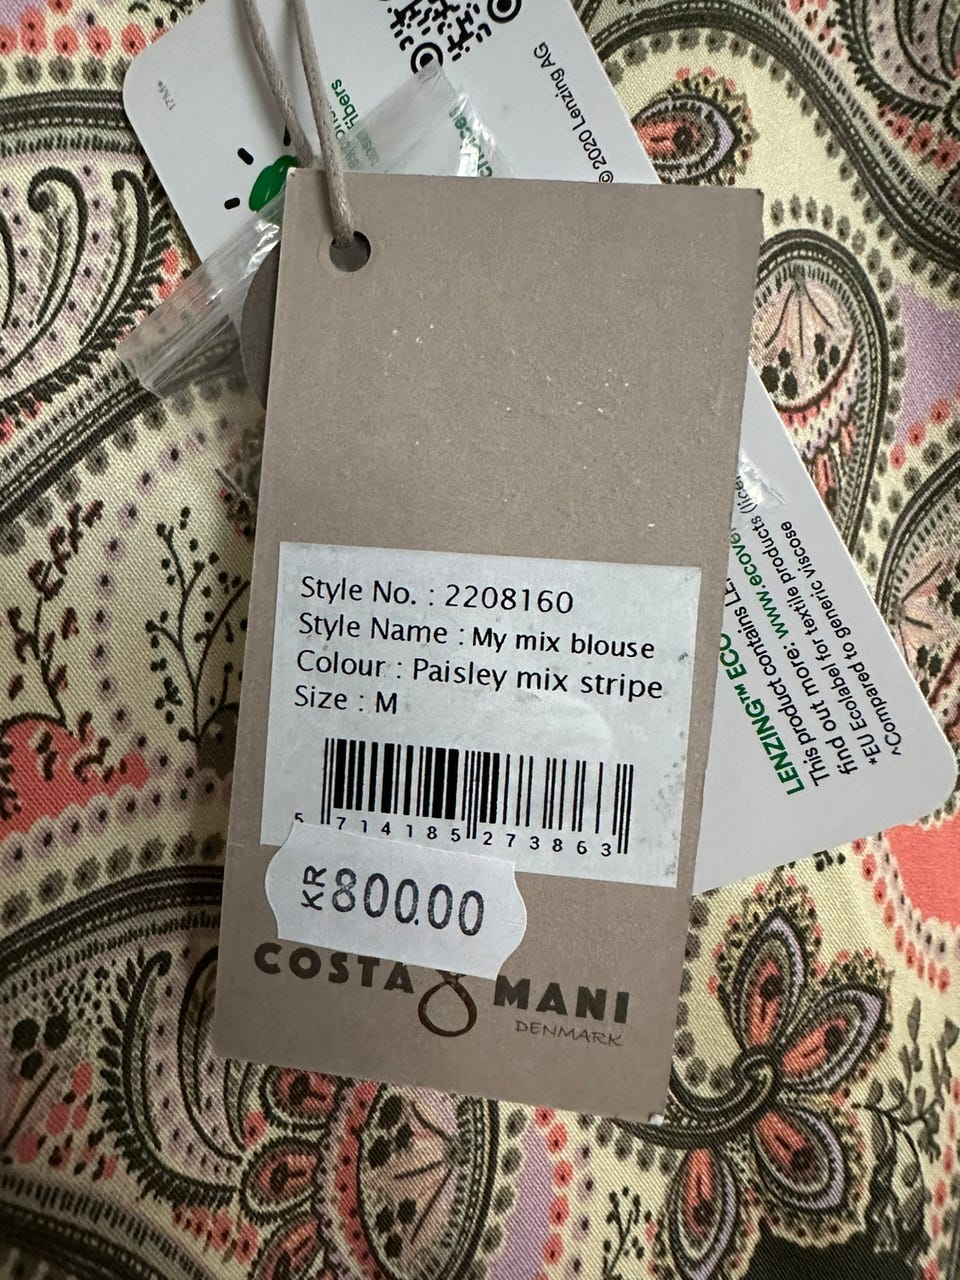 © 2020 Lenzing AG
fibers
Style No. : 2208160
Style Name : My mix blouse
Colour : Paisley mix stripe
Size : M
5 714185 273863
KR 800.00
COSTA MANI
DENMARK
LENZING™ ECO
This product contains
find out more: www.ecove
*EU Ecolabel for textile products
^Compared to generic viscose